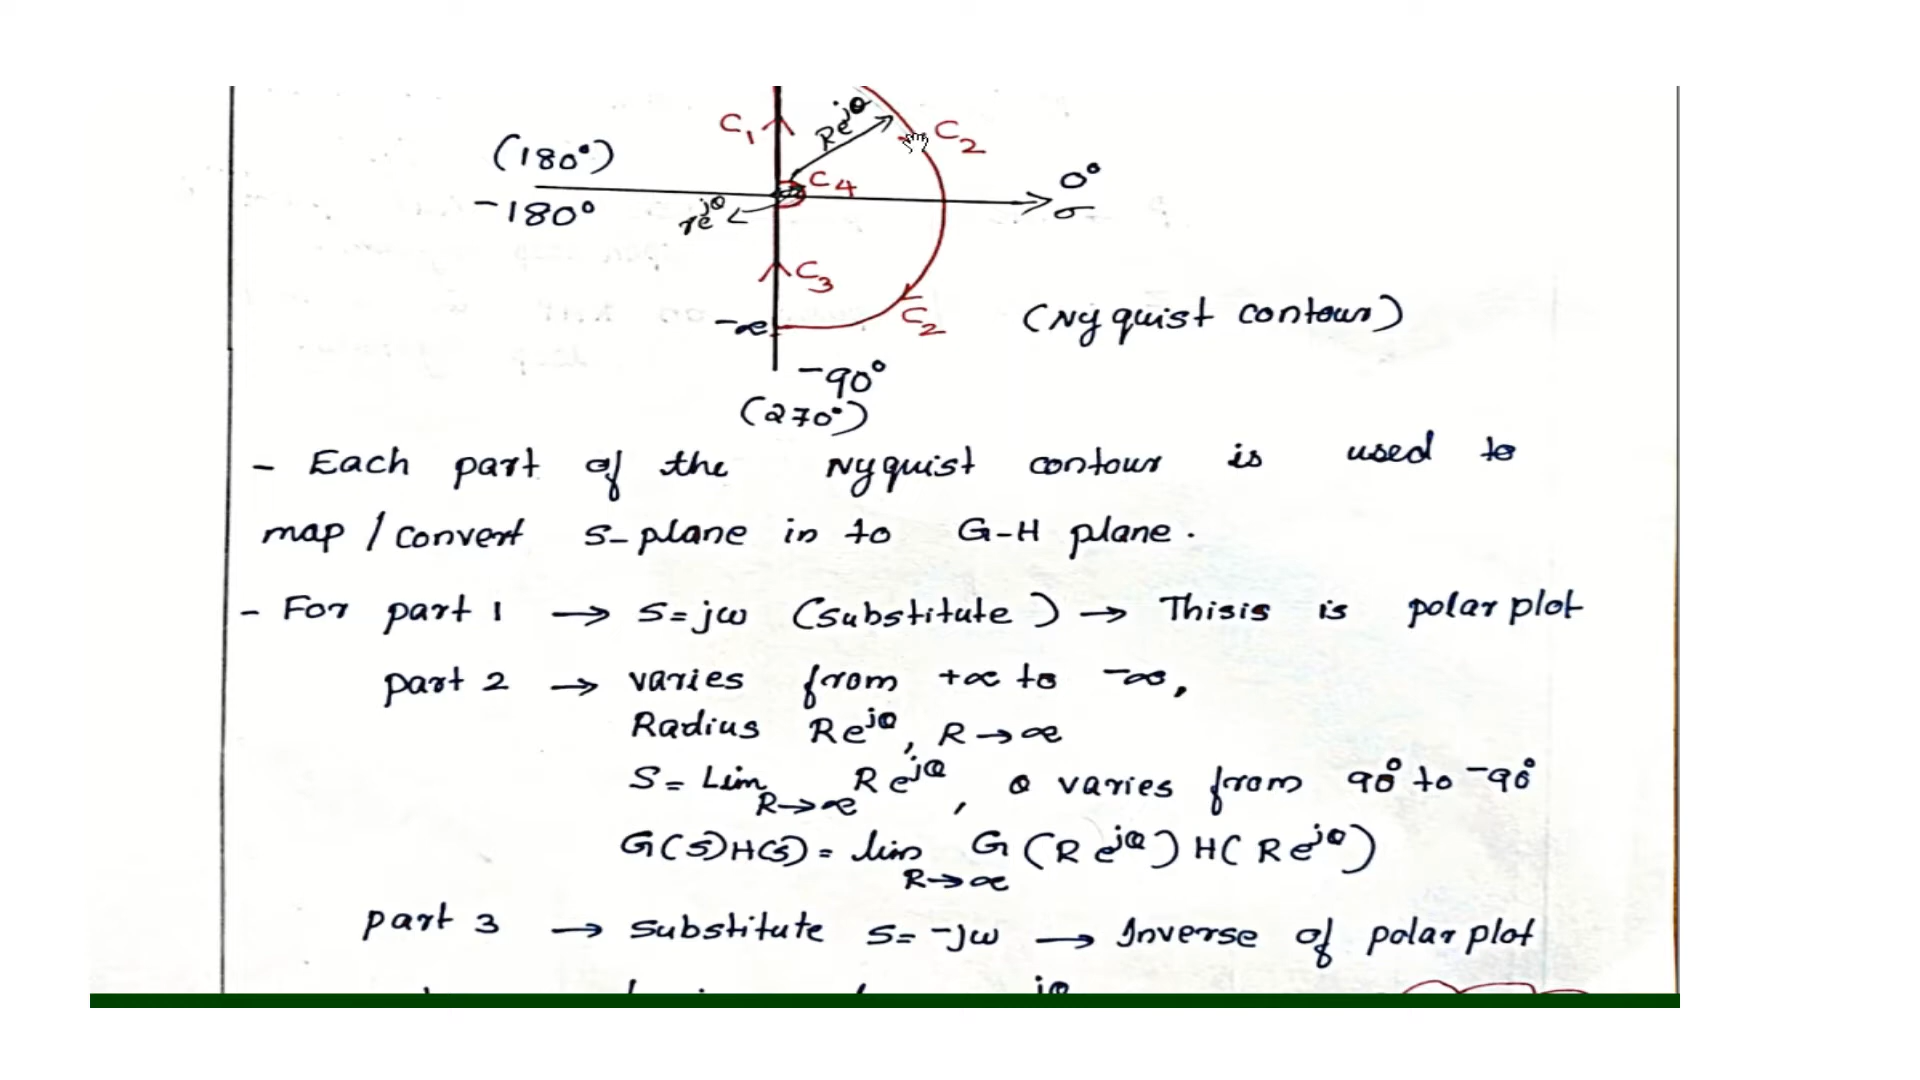 C₁
Re^jθ
C₂
(180°)
C₄
0°
-180°
re^jθ
σ
C₃
-∞
C₂
(Nyquist contour)
-90°
(270°)
- Each part of the Nyquist contour is used to
map / convert S-plane in to G-H plane.
- For part 1 → S=jω (substitute) → Thisis is polar plot
part 2 → varies from +∞ to -∞,
Radius Re^jθ, R→∞
S= Lim R→∞ Re^jθ, θ varies from 90° to -90°
G(S)H(S) = lim R→∞ G(Re^jθ)H(Re^jθ)
part 3 → substitute S= -jω → Inverse of polar plot